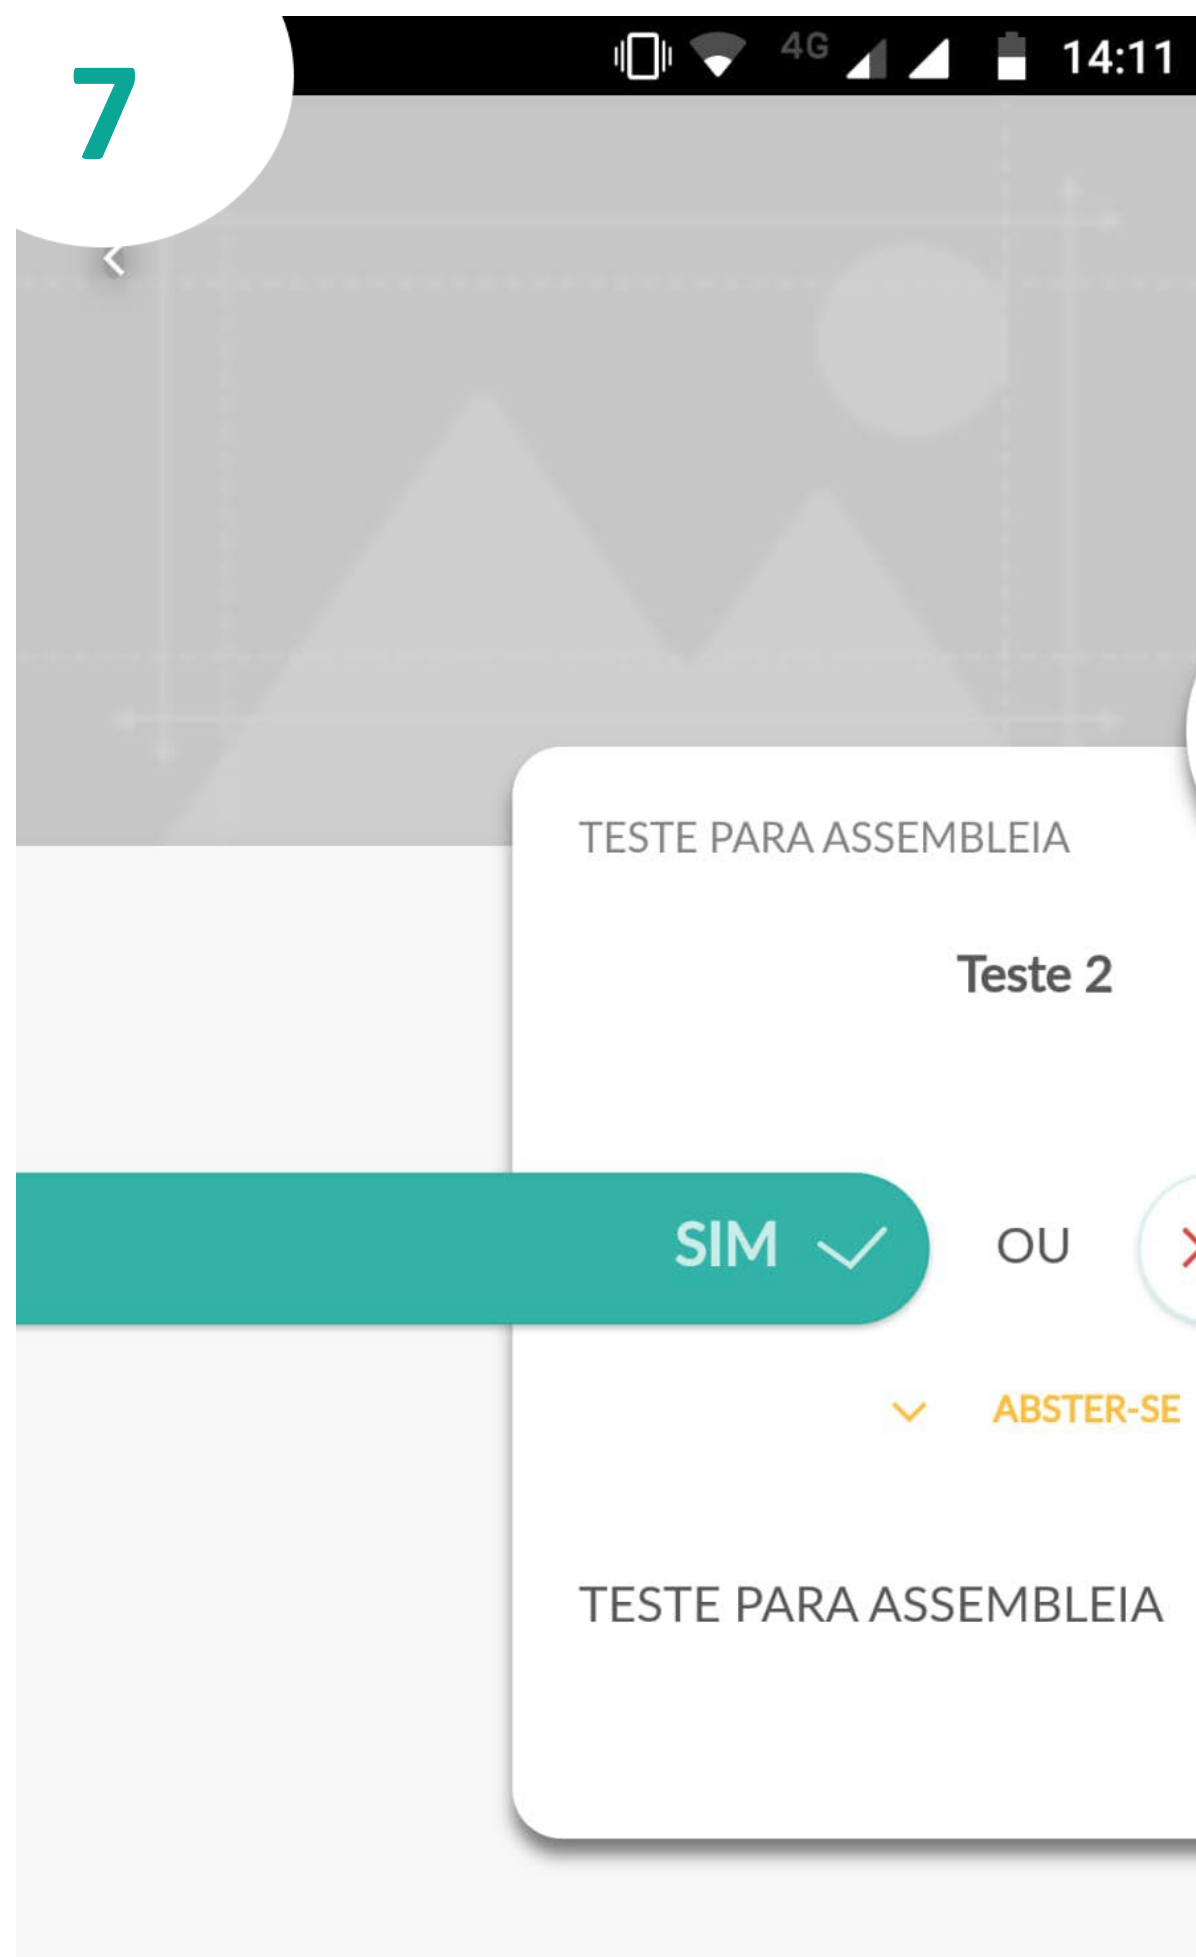 7
4G 14:11
TESTE PARA ASSEMBLEIA
Teste 2
SIM OU
ABSTER-SE
TESTE PARA ASSEMBLEIA